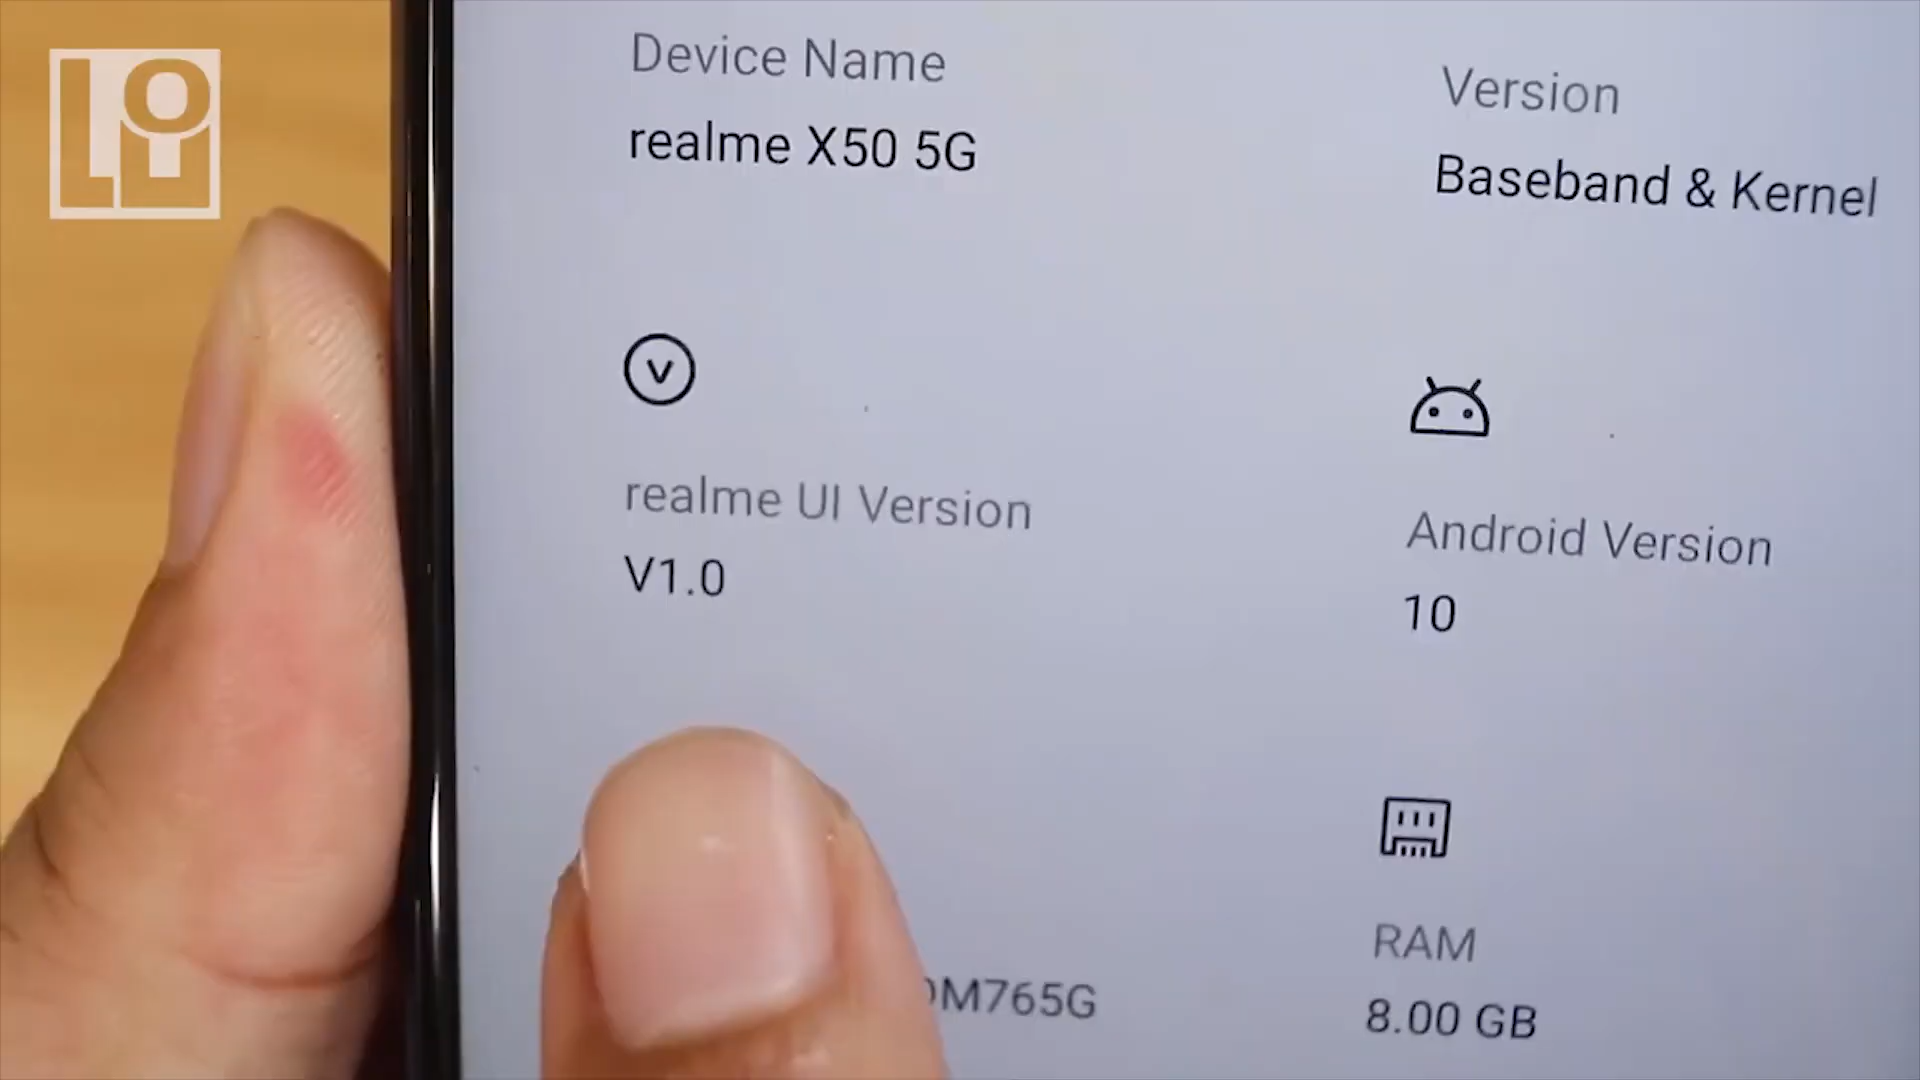 Device Name
realme X50 5G
Version
Baseband & Kernel
realme UI Version
V1.0
Android Version
10
RAM
8.00 GB